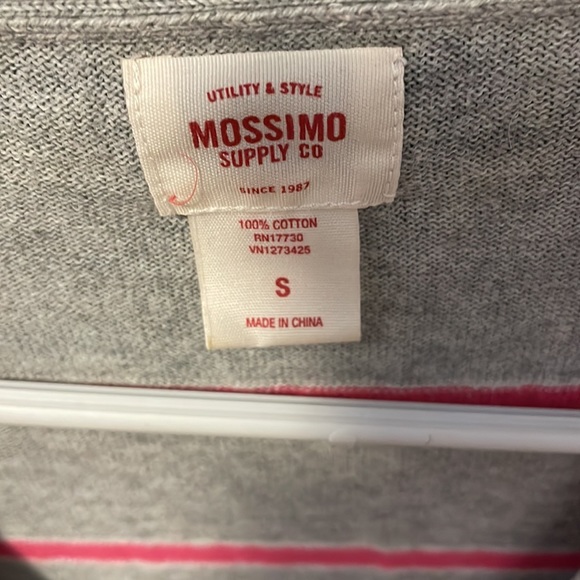 UTILITY & STYLE
MOSSIMO
SUPPLY CO
SINCE 1987
100% COTTON
RN17730
VN1273425
S
MADE IN CHINA